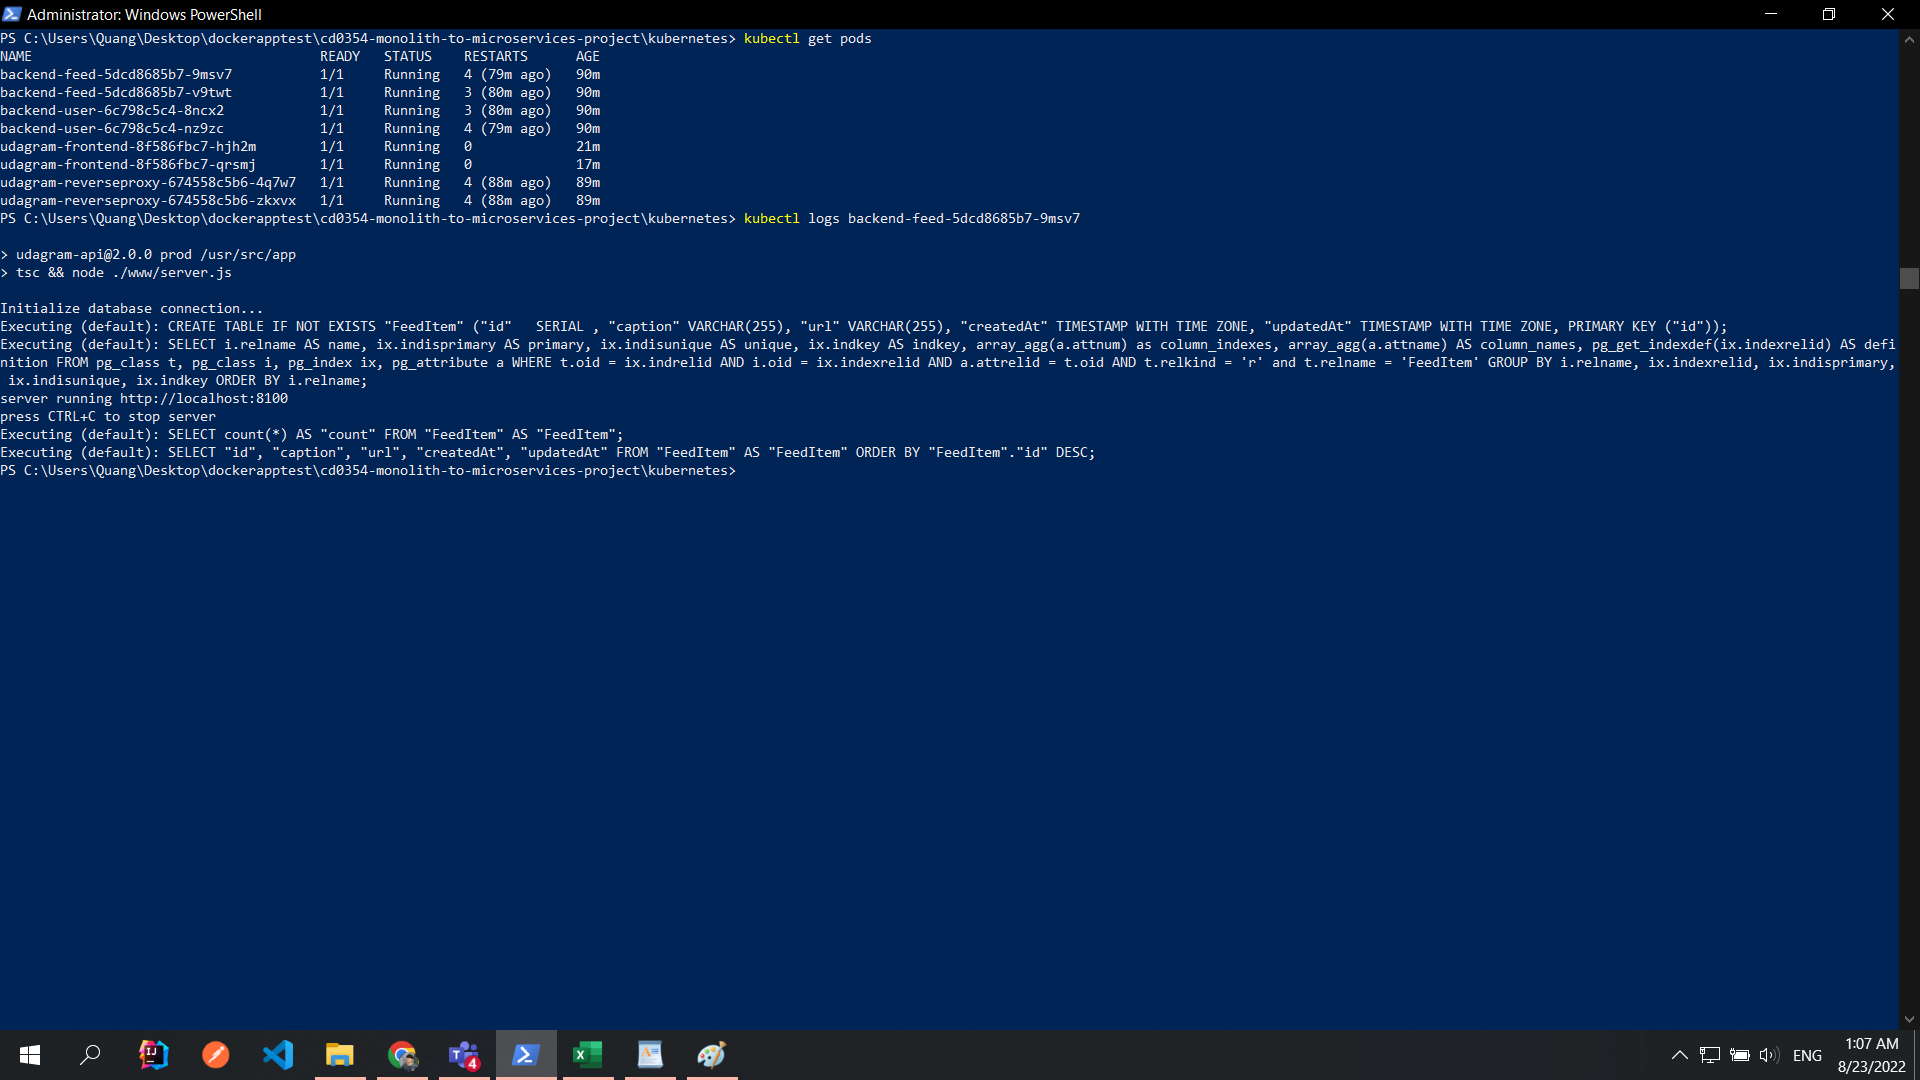 Administrator: Windows PowerShell
PS C:\Users\Quang\Desktop\dockerapptest\cd0354-monolith-to-microservices-project\kubernetes> kubectl get pods
NAME READY STATUS RESTARTS AGE
backend-feed-5dcd8685b7-9msv7 1/1 Running 4 (79m ago) 90m
backend-feed-5dcd8685b7-v9twt 1/1 Running 3 (80m ago) 90m
backend-user-6c798c5c4-8ncx2 1/1 Running 3 (80m ago) 90m
backend-user-6c798c5c4-nz9zc 1/1 Running 4 (79m ago) 90m
udagram-frontend-8f586fbc7-hjh2m 1/1 Running 0 21m
udagram-frontend-8f586fbc7-qrsmj 1/1 Running 0 17m
udagram-reverseproxy-674558c5b6-4q7w7 1/1 Running 4 (88m ago) 89m
udagram-reverseproxy-674558c5b6-zkxvx 1/1 Running 4 (88m ago) 89m
PS C:\Users\Quang\Desktop\dockerapptest\cd0354-monolith-to-microservices-project\kubernetes> kubectl logs backend-feed-5dcd8685b7-9msv7
> udagram-api@2.0.0 prod /usr/src/app
> tsc && node ./www/server.js
Initialize database connection...
Executing (default): CREATE TABLE IF NOT EXISTS "FeedItem" ("id"   SERIAL , "caption" VARCHAR(255), "url" VARCHAR(255), "createdAt" TIMESTAMP WITH TIME ZONE, "updatedAt" TIMESTAMP WITH TIME ZONE, PRIMARY KEY ("id"));
Executing (default): SELECT i.relname AS name, ix.indisprimary AS primary, ix.indisunique AS unique, ix.indkey AS indkey, array_agg(a.attnum) as column_indexes, array_agg(a.attname) AS column_names, pg_get_indexdef(ix.indexrelid) AS defi
nition FROM pg_class t, pg_class i, pg_index ix, pg_attribute a WHERE t.oid = ix.indrelid AND i.oid = ix.indexrelid AND a.attrelid = t.oid AND t.relkind = 'r' and t.relname = 'FeedItem' GROUP BY i.relname, ix.indexrelid, ix.indisprimary,
ix.indisunique, ix.indkey ORDER BY i.relname;
server running http://localhost:8100
press CTRL+C to stop server
Executing (default): SELECT count(*) AS "count" FROM "FeedItem" AS "FeedItem";
Executing (default): SELECT "id", "caption", "url", "createdAt", "updatedAt" FROM "FeedItem" AS "FeedItem" ORDER BY "FeedItem"."id" DESC;
PS C:\Users\Quang\Desktop\dockerapptest\cd0354-monolith-to-microservices-project\kubernetes>
4
ENG
1:07 AM
8/23/2022